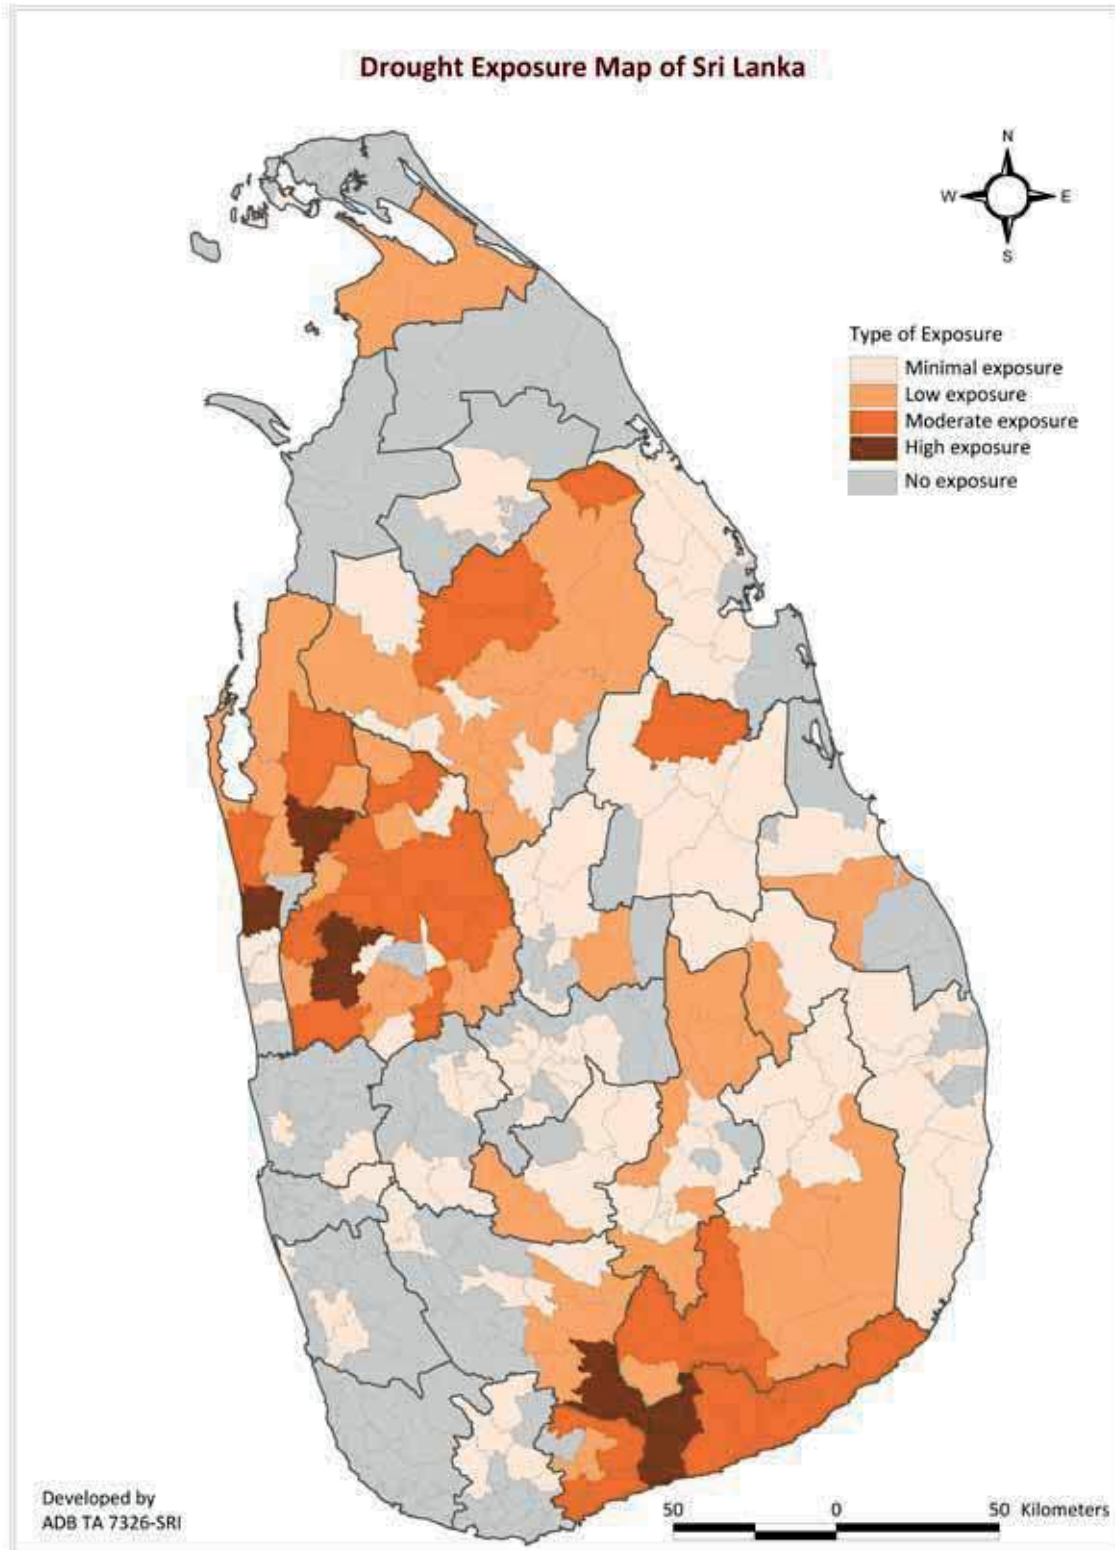 Drought Exposure Map of Sri Lanka
N
W E
S
Type of Exposure
Minimal exposure
Low exposure
Moderate exposure
High exposure
No exposure
Developed by
ADB TA 7326-SRI
50 0 50 Kilometers